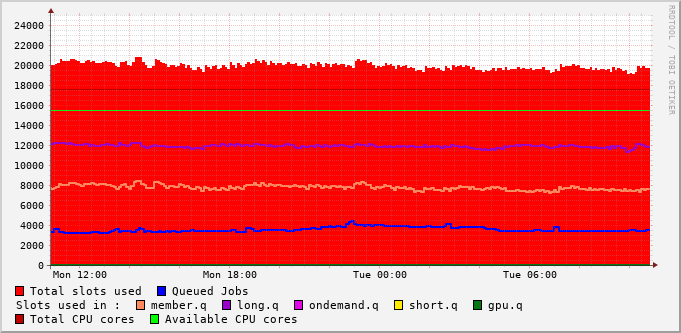 RRDTOOL / TOBI OETIKER
24000
22000
20000
18000
16000
14000
12000
10000
8000
6000
4000
2000
0
Mon 12:00 Mon 18:00 Tue 00:00 Tue 06:00
Total slots used Queued Jobs
Slots used in : member.q long.q ondemand.q short.q gpu.q
Total CPU cores Available CPU cores